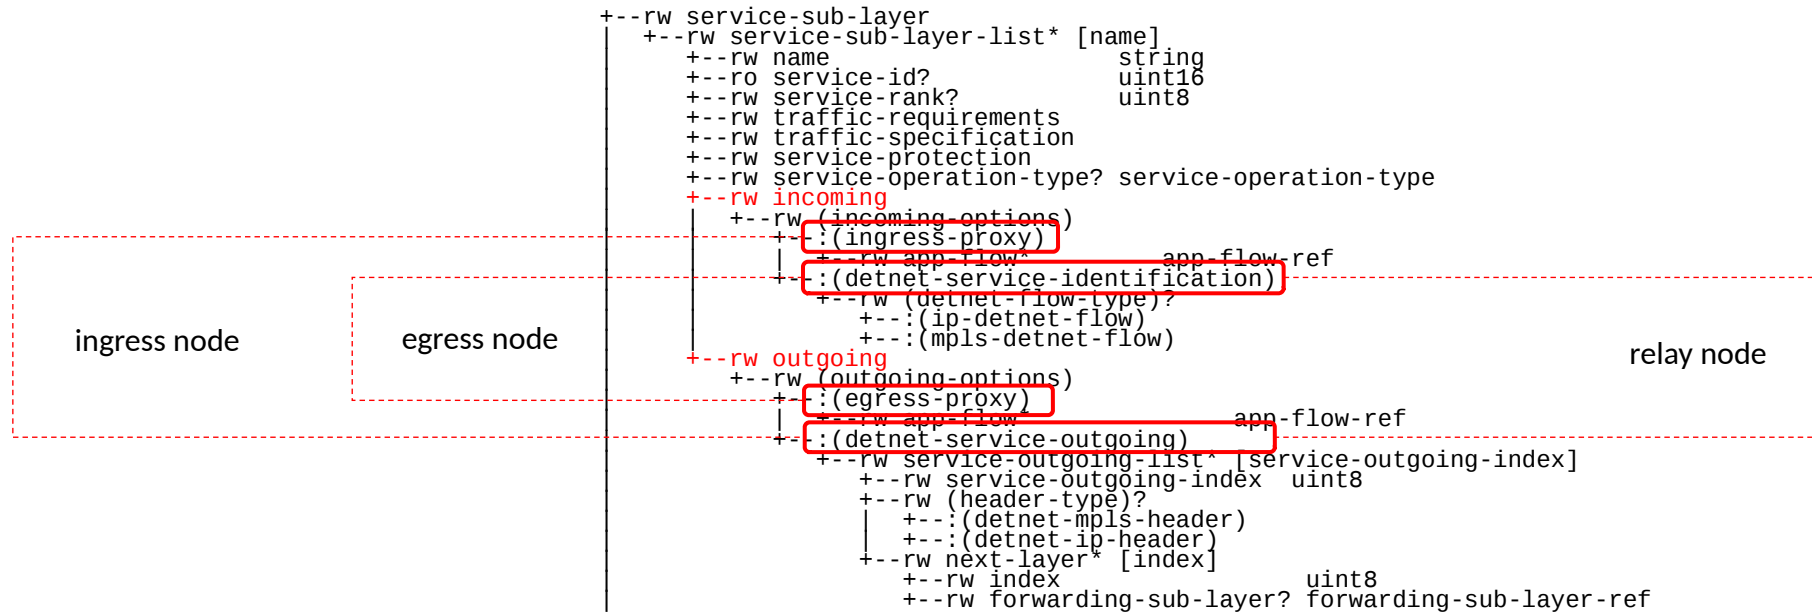 +--rw service-sub-layer
|  +--rw service-sub-layer-list* [name]
|     +--rw name                    string
|     +--ro service-id?             uint16
|     +--rw service-rank?           uint8
|     +--rw traffic-requirements
|     +--rw traffic-specification
|     +--rw service-protection
|     +--rw service-operation-type? service-operation-type
|     +--rw incoming
|     |  +--rw (incoming-options)
|     |     +--:(ingress-proxy)
|     |     |  +--rw app-flow*         app-flow-ref
|     |     +--:(detnet-service-identification)
|     |        +--rw (detnet-flow-type)?
|     |           +--:(ip-detnet-flow)
|     |           +--:(mpls-detnet-flow)
ingress node
egress node
relay node
|     +--rw outgoing
|        +--rw (outgoing-options)
|           +--:(egress-proxy)
|           |  +--rw app-flow*              app-flow-ref
|           +--:(detnet-service-outgoing)
|              +--rw service-outgoing-list* [service-outgoing-index]
|                 +--rw service-outgoing-index  uint8
|                 +--rw (header-type)?
|                 |  +--:(detnet-mpls-header)
|                 |  +--:(detnet-ip-header)
|                 +--rw next-layer* [index]
|                    +--rw index                 uint8
|                    +--rw forwarding-sub-layer? forwarding-sub-layer-ref